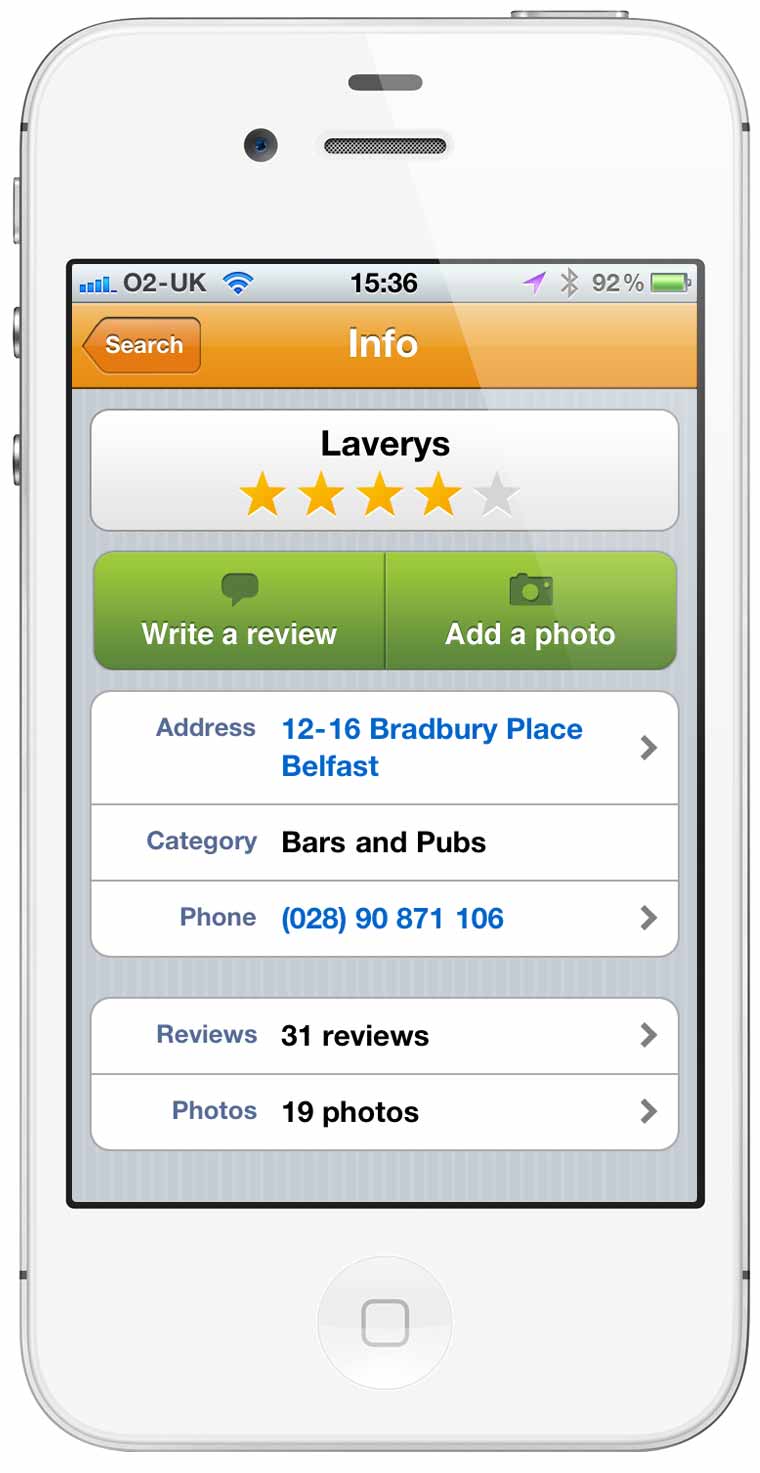 O2-UK 15:36 92%
Search Info
Laverys
Write a review Add a photo
Address 12-16 Bradbury Place
Belfast
Category Bars and Pubs
Phone (028) 90 871 106
Reviews 31 reviews
Photos 19 photos